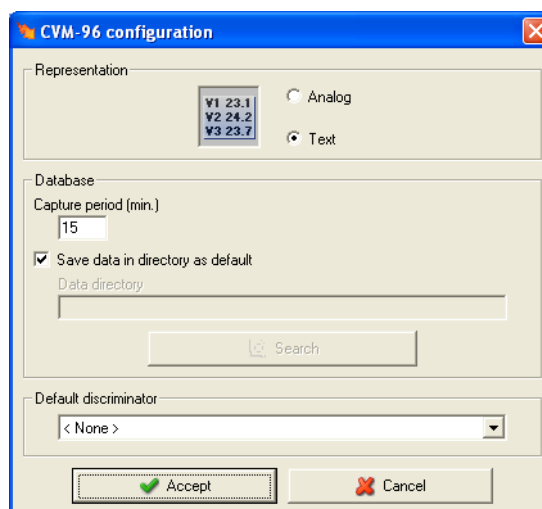 CVM-96 configuration
Representation
V1 23.1
V2 24.2
V3 23.7
Analog
Text
Database
Capture period (min.)
15
Save data in directory as default
Data directory
Search
Default discriminator
< None >
Accept
Cancel